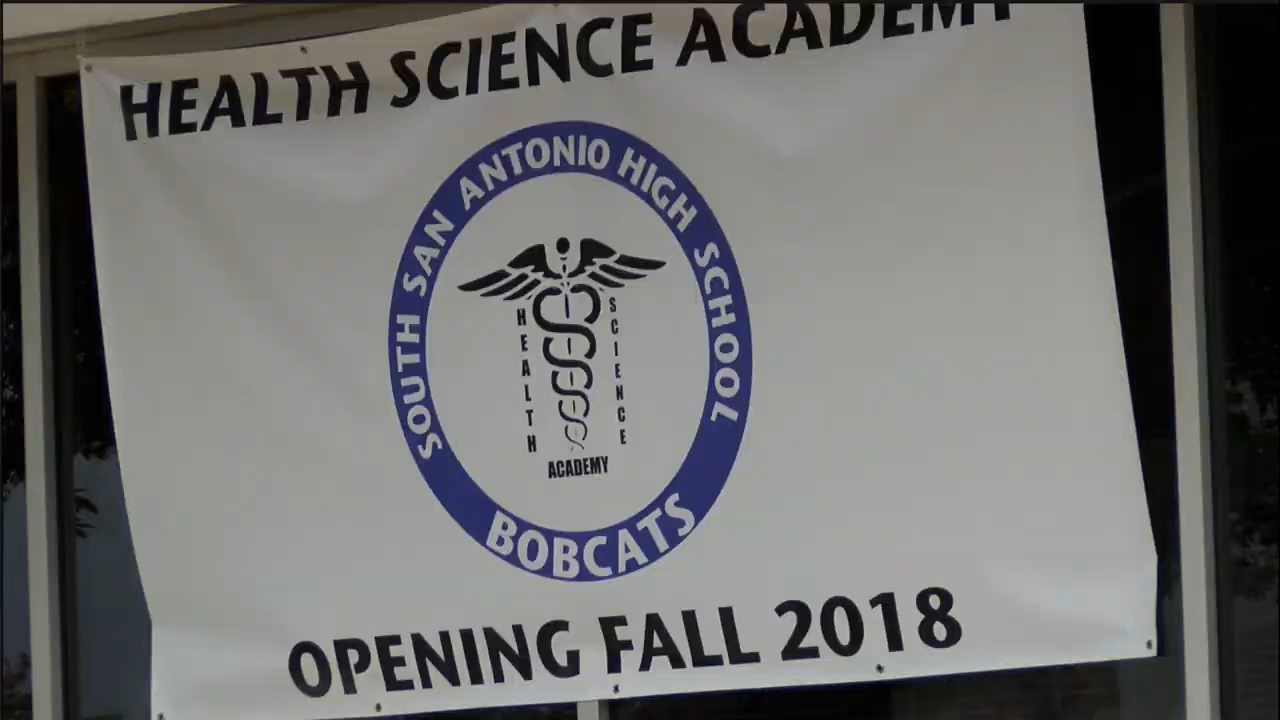 HEALTH SCIENCE ACADEMY
SOUTH SAN ANTONIO HIGH SCHOOL
HEALTH
SCIENCE
ACADEMY
BOBCATS
OPENING FALL 2018